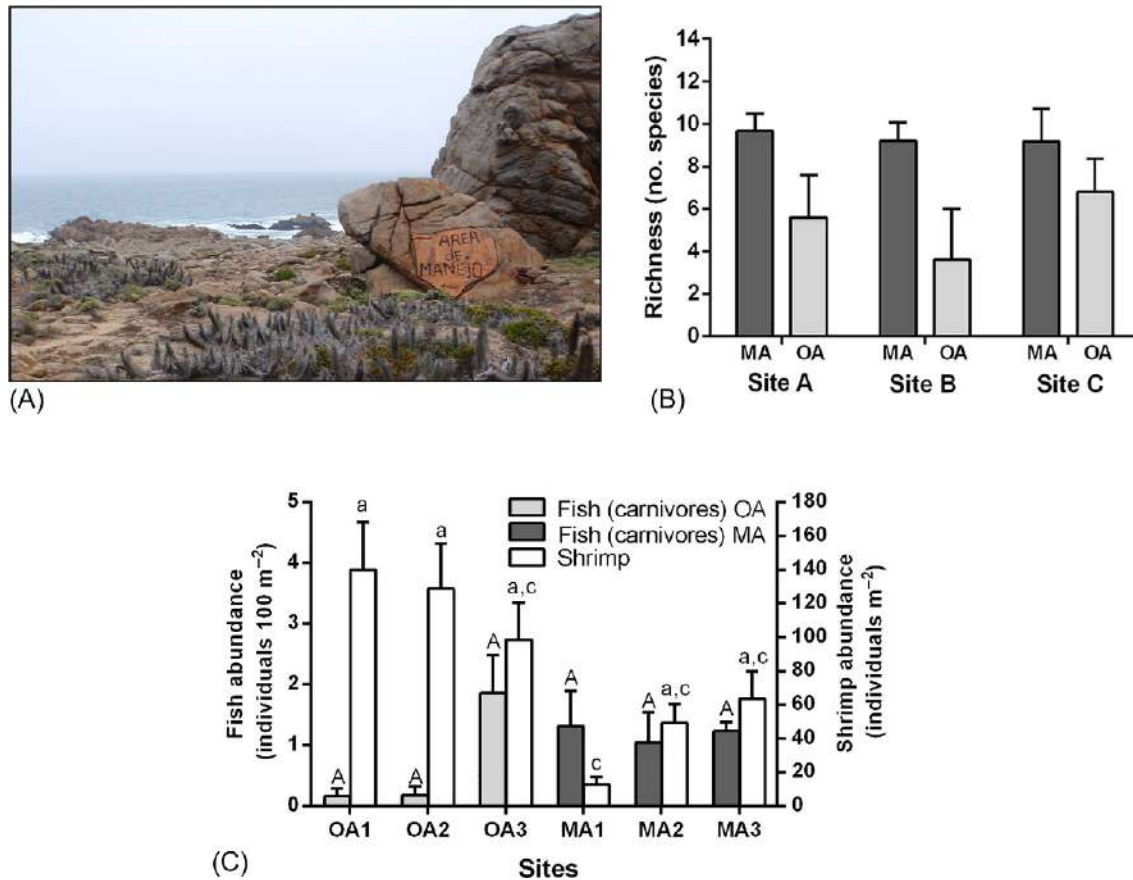 AREA
de
MANEJO
(A)
14
12
10
8
6
4
2
0
Richness (no. species)
MA OA MA OA MA OA
Site A Site B Site C
(B)
Fish (carnivores) OA
Fish (carnivores) MA
Shrimp
5
4
3
2
1
0
Fish abundance
(individuals 100 m⁻²)
a
a
a,c
a,c
a,c
c
A
A
A
A
A
A
180
160
140
120
100
80
60
40
20
0
Shrimp abundance
(individuals m⁻²)
OA1 OA2 OA3 MA1 MA2 MA3
Sites
(C)